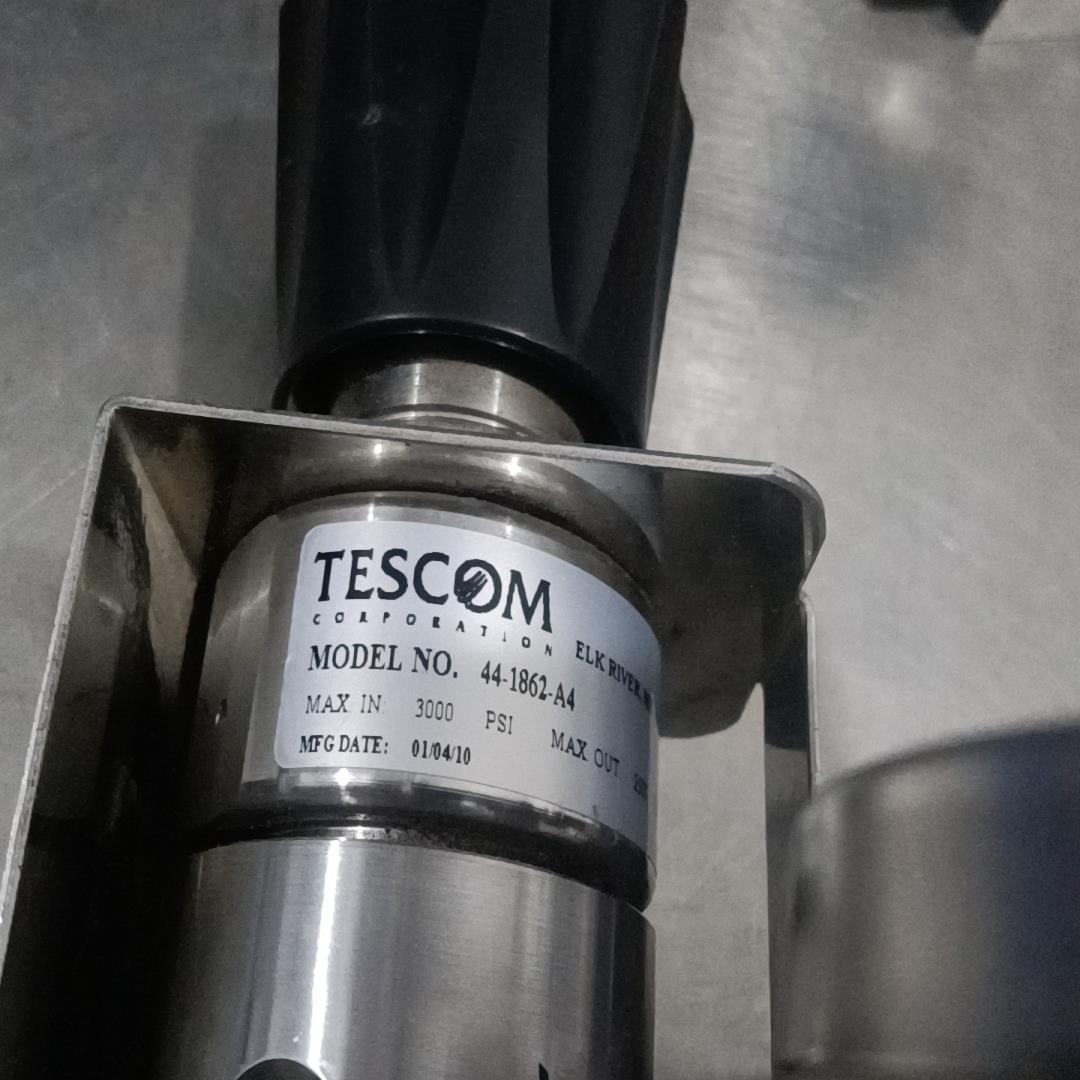 TESCOM
CORPORATION ELK RIVER,
MODEL NO. 44-1862-A4
MAX IN: 3000 PSI MAX OUT
MFG DATE: 01/04/10